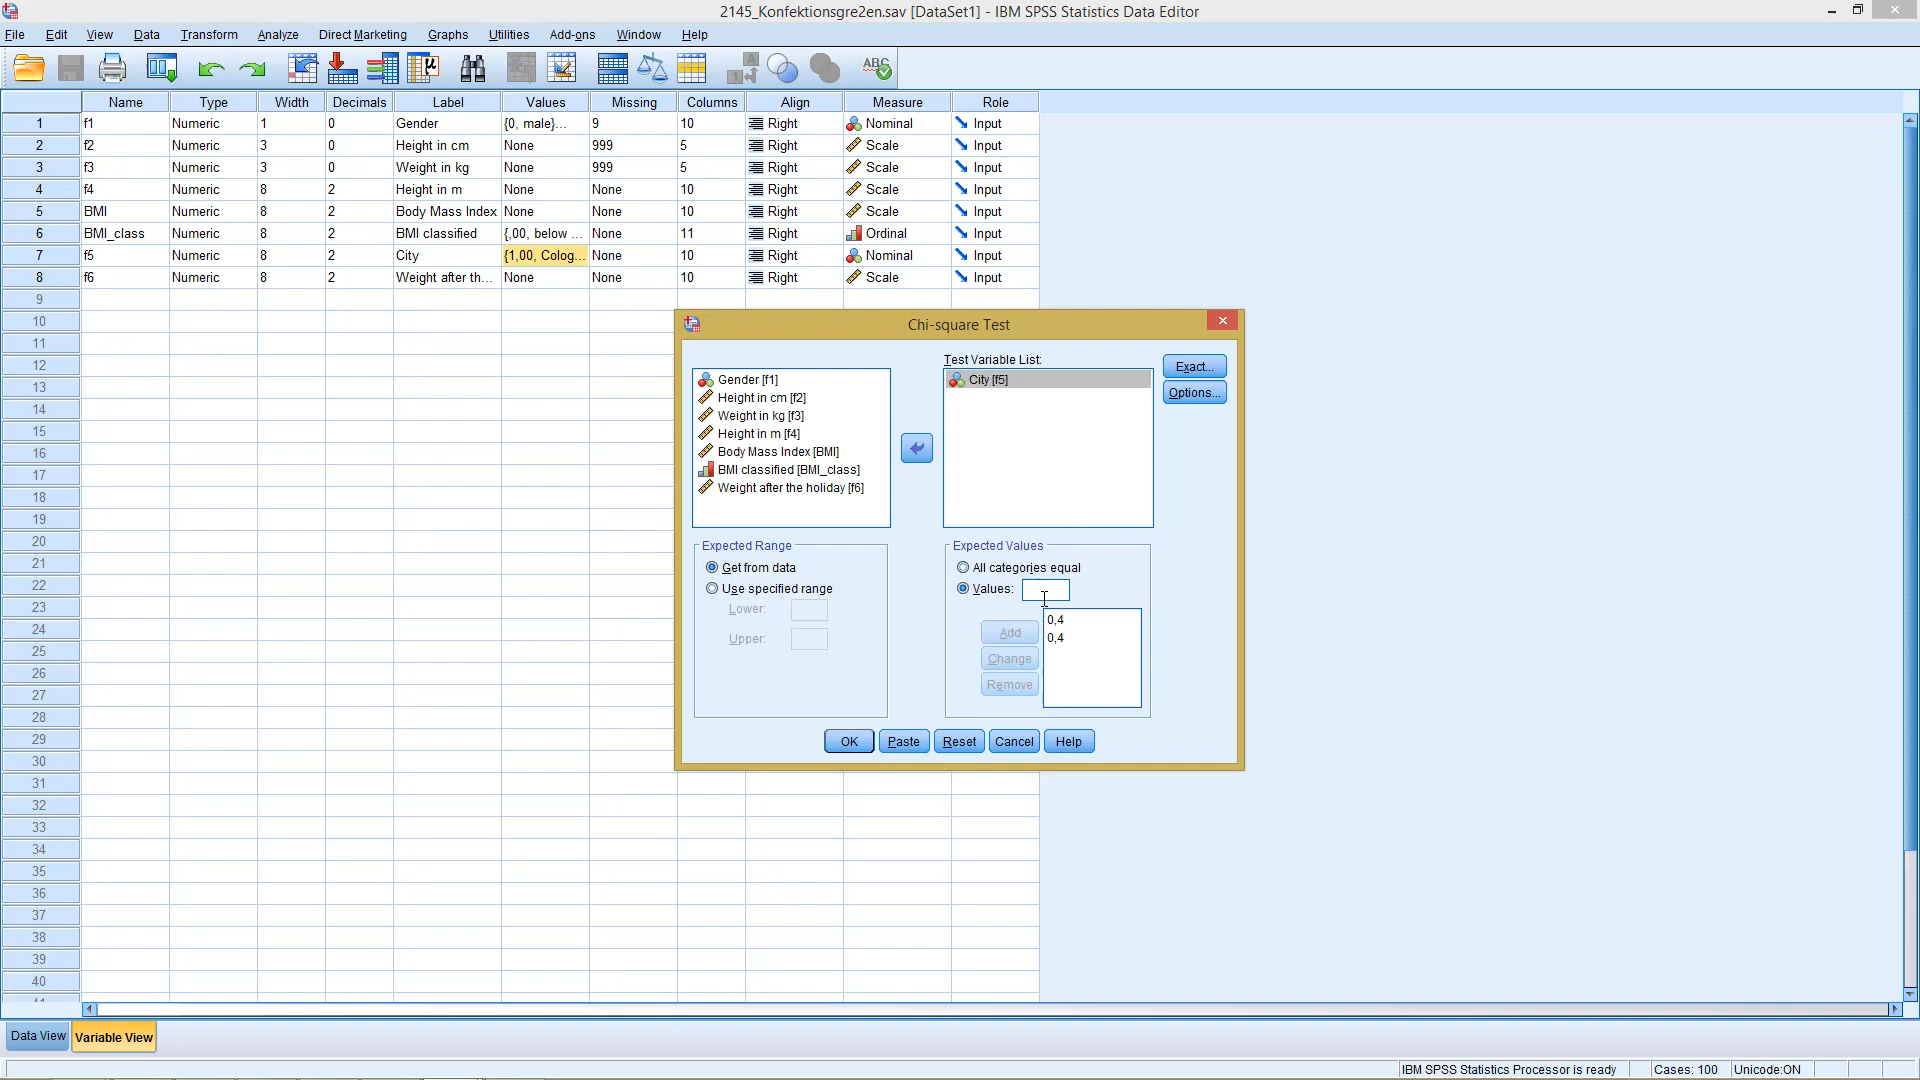 2145_Konfektionsgre2en.sav [DataSet1] - IBM SPSS Statistics Data Editor
File Edit View Data Transform Analyze Direct Marketing Graphs Utilities Add-ons Window Help
Name Type Width Decimals Label Values Missing Columns Align Measure Role
1 f1 Numeric 1 0 Gender {0, male}... 9 10 Right Nominal Input
2 f2 Numeric 3 0 Height in cm None 999 5 Right Scale Input
3 f3 Numeric 3 0 Weight in kg None 999 5 Right Scale Input
4 f4 Numeric 8 2 Height in m None None 10 Right Scale Input
5 BMI Numeric 8 2 Body Mass Index None None 10 Right Scale Input
6 BMI_class Numeric 8 2 BMI classified {,00, below ... None 11 Right Ordinal Input
7 f5 Numeric 8 2 City {1,00, Colog... None 10 Right Nominal Input
8 f6 Numeric 8 2 Weight after th... None None 10 Right Scale Input
9
10
11
12
13
14
15
16
17
18
19
20
21
22
23
24
25
26
27
28
29
30
31
32
33
34
35
36
37
38
39
40
Chi-square Test
Test Variable List:
Gender [f1]
Height in cm [f2]
Weight in kg [f3]
Height in m [f4]
Body Mass Index [BMI]
BMI classified [BMI_class]
Weight after the holiday [f6]
City [f5]
Exact...
Options...
Expected Range
Get from data
Use specified range
Lower:
Upper:
Expected Values
All categories equal
Values:
Add
Change
Remove
0,4
0,4
OK Paste Reset Cancel Help
Data View Variable View
IBM SPSS Statistics Processor is ready Cases: 100 Unicode:ON